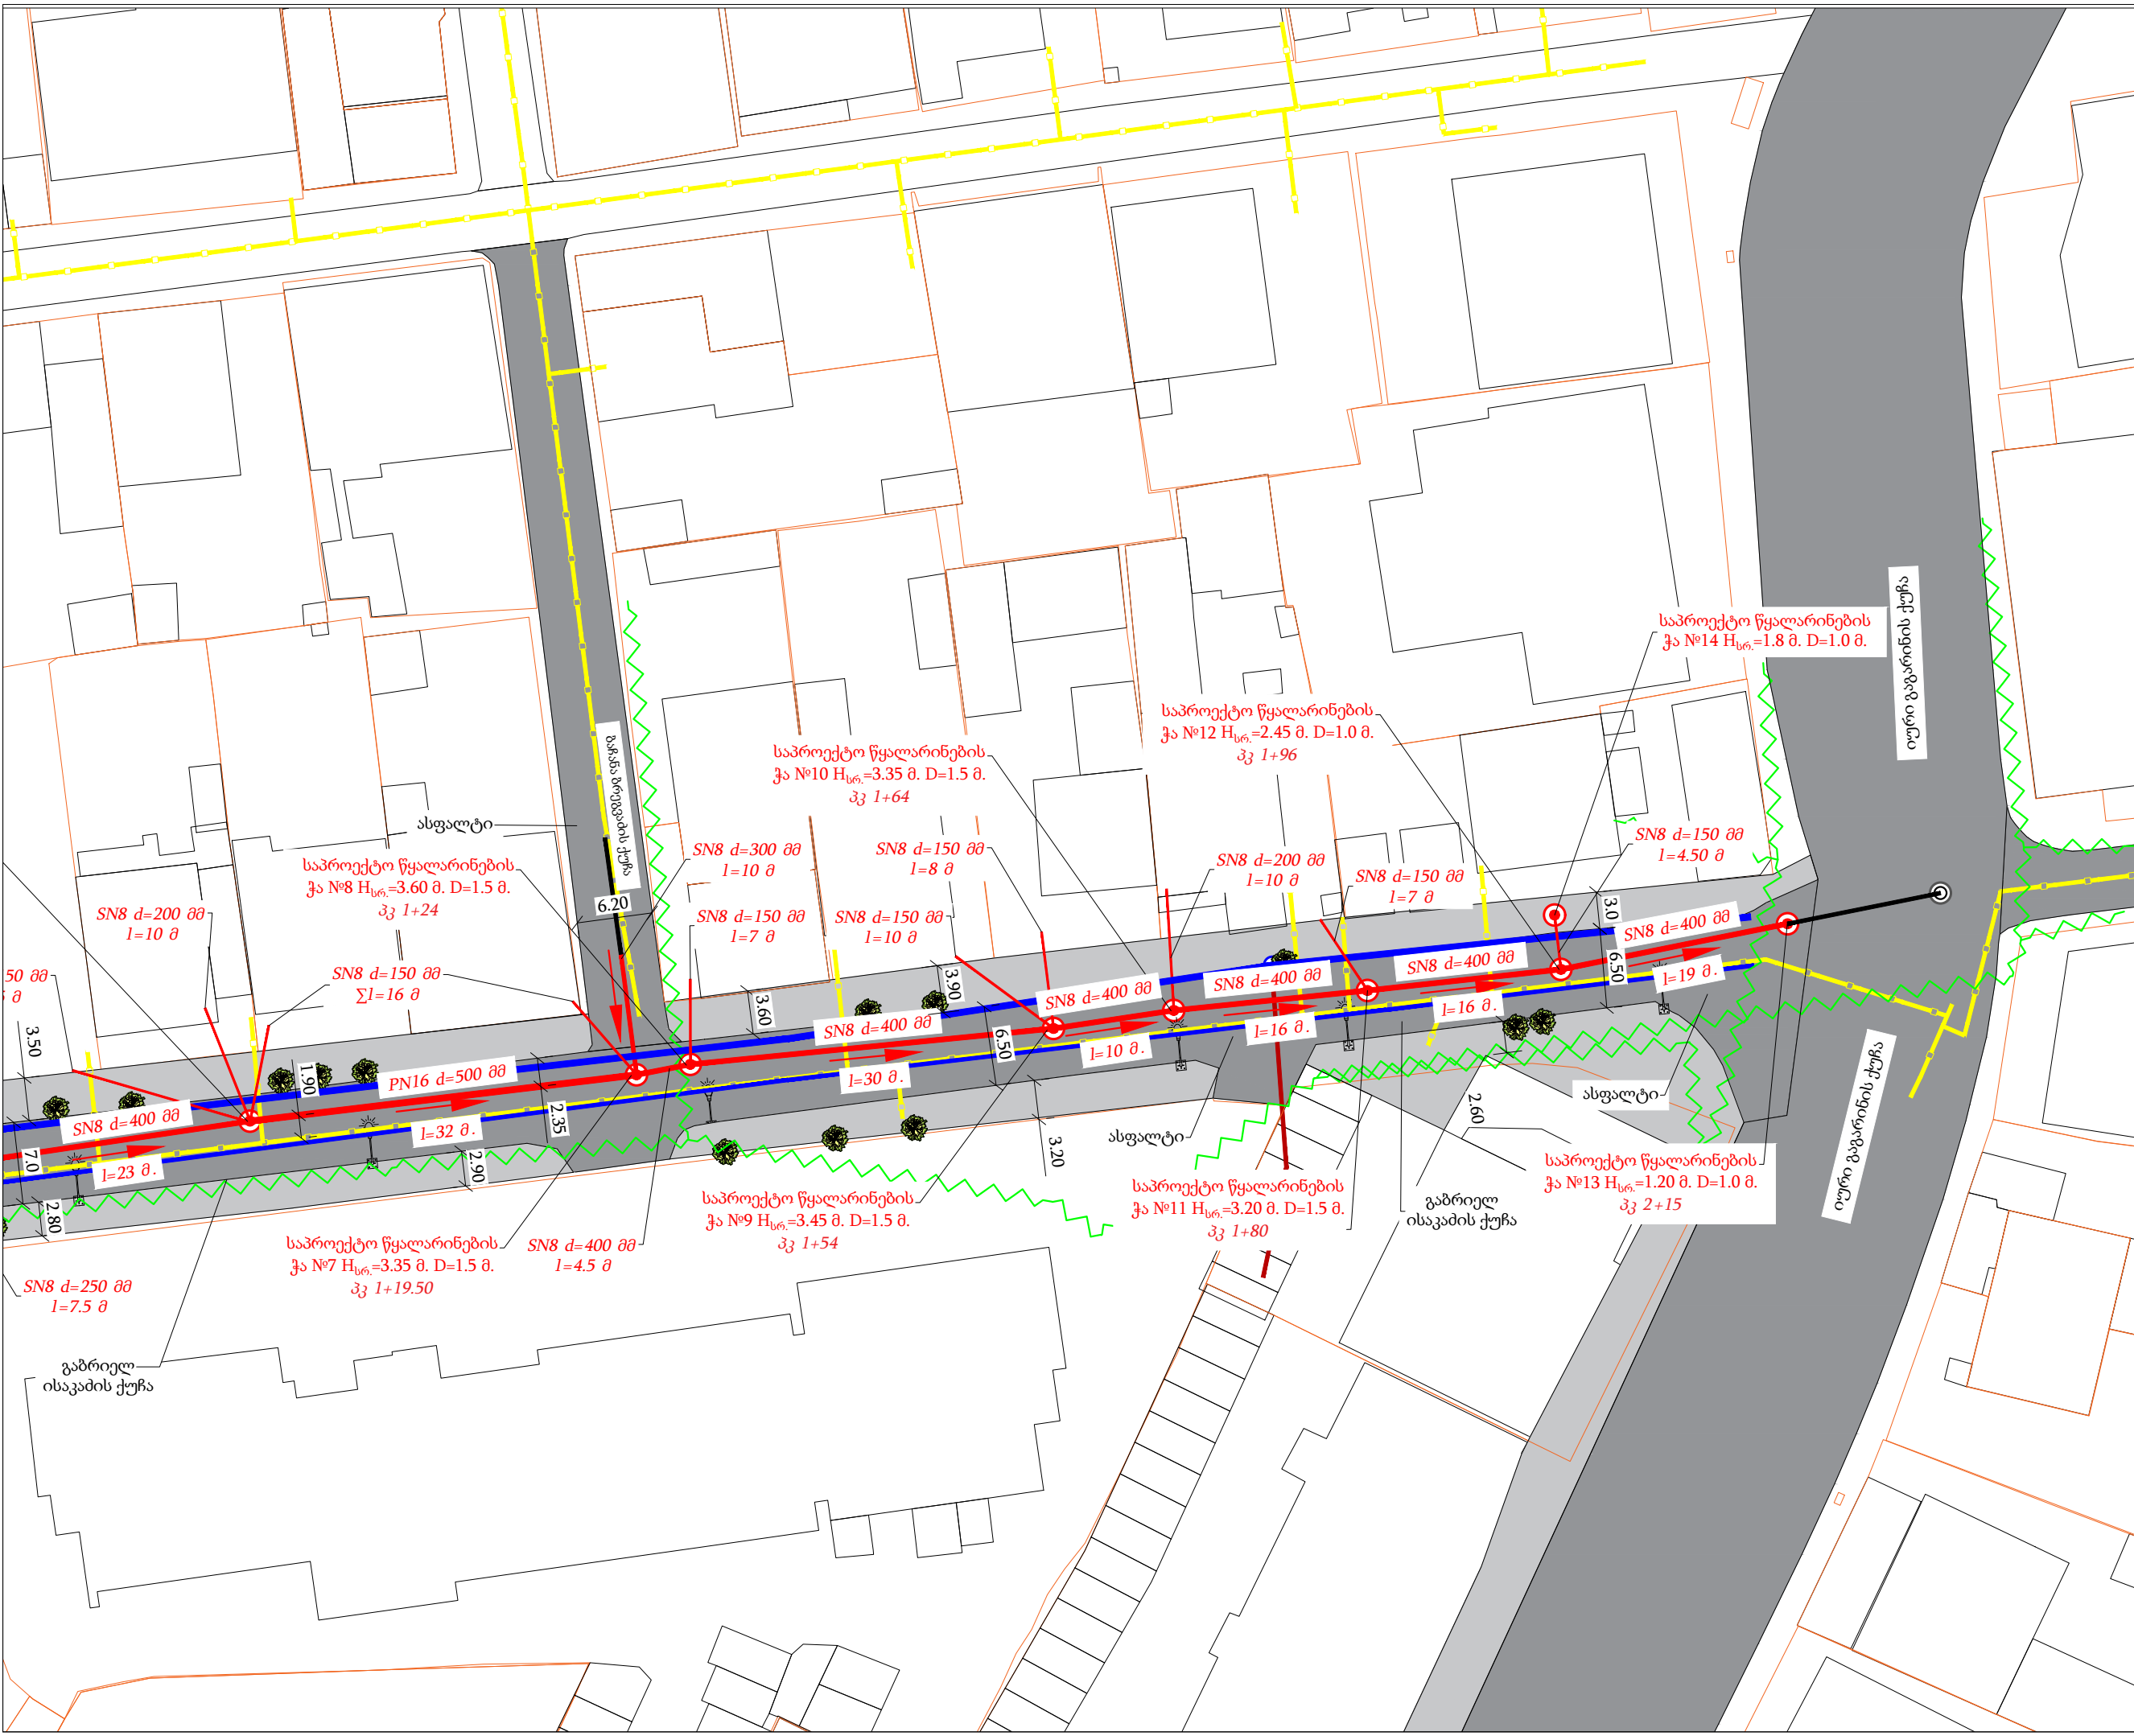 საპროექტო წყალარინების
ჭა №14 Hსრ.=1.8 მ. D=1.0 მ.
იური გაგარინის ქუჩა
საპროექტო წყალარინების
ჭა №12 Hსრ.=2.45 მ. D=1.0 მ.
პკ 1+96
საპროექტო წყალარინების
ჭა №10 Hსრ.=3.35 მ. D=1.5 მ.
პკ 1+64
ასფალტი
საპროექტო წყალარინების
ჭა №8 Hსრ.=3.60 მ. D=1.5 მ.
პკ 1+24
SN8 d=300 მმ
l=10 მ
SN8 d=150 მმ
l=8 მ
SN8 d=200 მმ
l=10 მ
SN8 d=150 მმ
l=7 მ
SN8 d=150 მმ
l=4.50 მ
SN8 d=200 მმ
l=10 მ
6.20
SN8 d=150 მმ
l=7 მ
SN8 d=150 მმ
l=10 მ
3.0
SN8 d=400 მმ
50 მმ
მ
SN8 d=150 მმ
∑l=16 მ
3.90
3.60
SN8 d=400 მმ
SN8 d=400 მმ
SN8 d=400 მმ
6.50
l=19 მ.
3.50
1.90
PN16 d=500 მმ
SN8 d=400 მმ
6.50
l=10 მ.
l=16 მ.
l=16 მ.
SN8 d=400 მმ
l=32 მ.
2.35
l=30 მ.
7.0
l=23 მ.
2.90
3.20
2.60
ასფალტი
ასფალტი
იური გაგარინის ქუჩა
2.80
საპროექტო წყალარინების
ჭა №13 Hსრ.=1.20 მ. D=1.0 მ.
პკ 2+15
საპროექტო წყალარინების
ჭა №11 Hსრ.=3.20 მ. D=1.5 მ.
პკ 1+80
გაბრიელ
ისაკაძის ქუჩა
საპროექტო წყალარინების
ჭა №9 Hსრ.=3.45 მ. D=1.5 მ.
პკ 1+54
საპროექტო წყალარინების
ჭა №7 Hსრ.=3.35 მ. D=1.5 მ.
პკ 1+19.50
SN8 d=400 მმ
l=4.5 მ
SN8 d=250 მმ
l=7.5 მ
გაბრიელ
ისაკაძის ქუჩა
ქუჩა